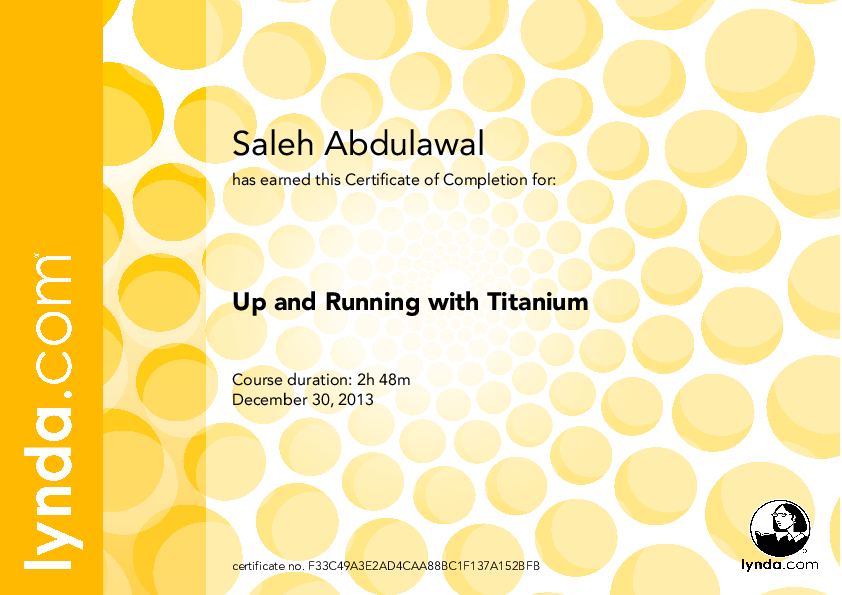 lynda.com
Saleh Abdulawal
has earned this Certificate of Completion for:
Up and Running with Titanium
Course duration: 2h 48m
December 30, 2013
certificate no. F33C49A3E2AD4CAA88BC1F137A152BFB
lynda.com